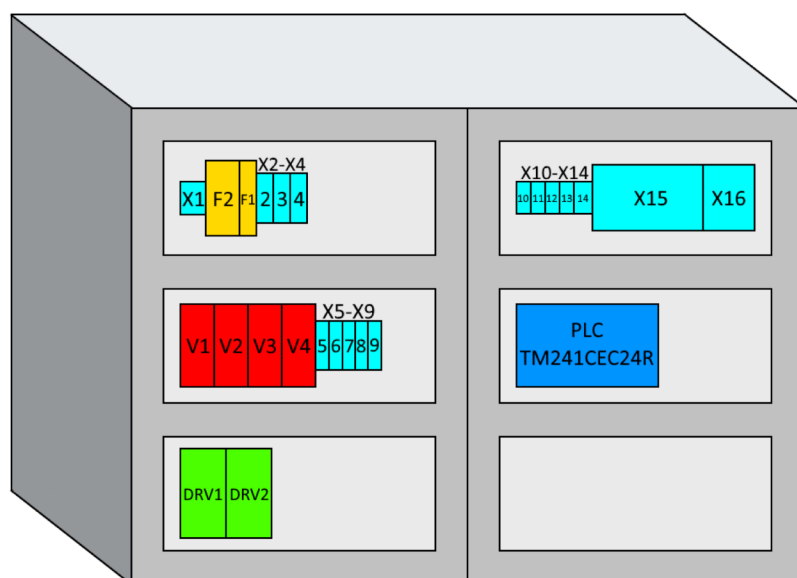 X2-X4
X1 F2 F1 2 3 4
X10-X14
10 11 12 13 14 X15 X16
X5-X9
V1 V2 V3 V4 5 6 7 8 9
PLC
TM241CEC24R
DRV1 DRV2